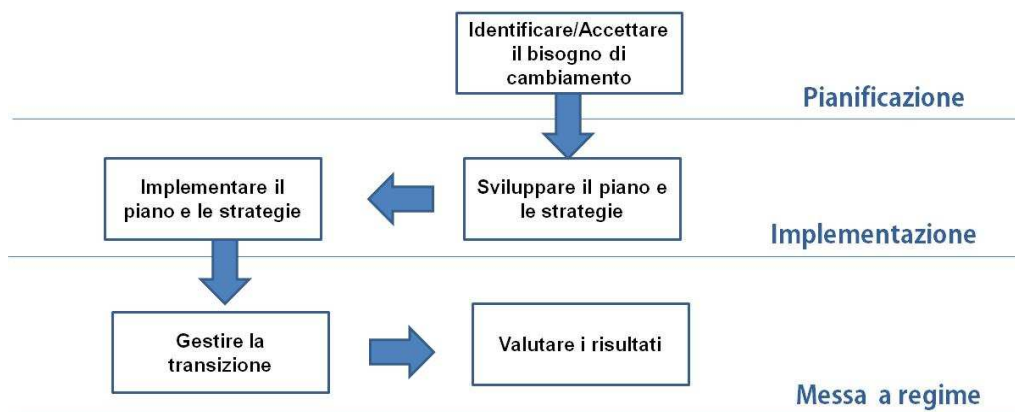 Identificare/Accettare
il bisogno di
cambiamento
Pianificazione
Implementare il
piano e le strategie
Sviluppare il piano e
le strategie
Implementazione
Gestire la
transizione
Valutare i risultati
Messa a regime